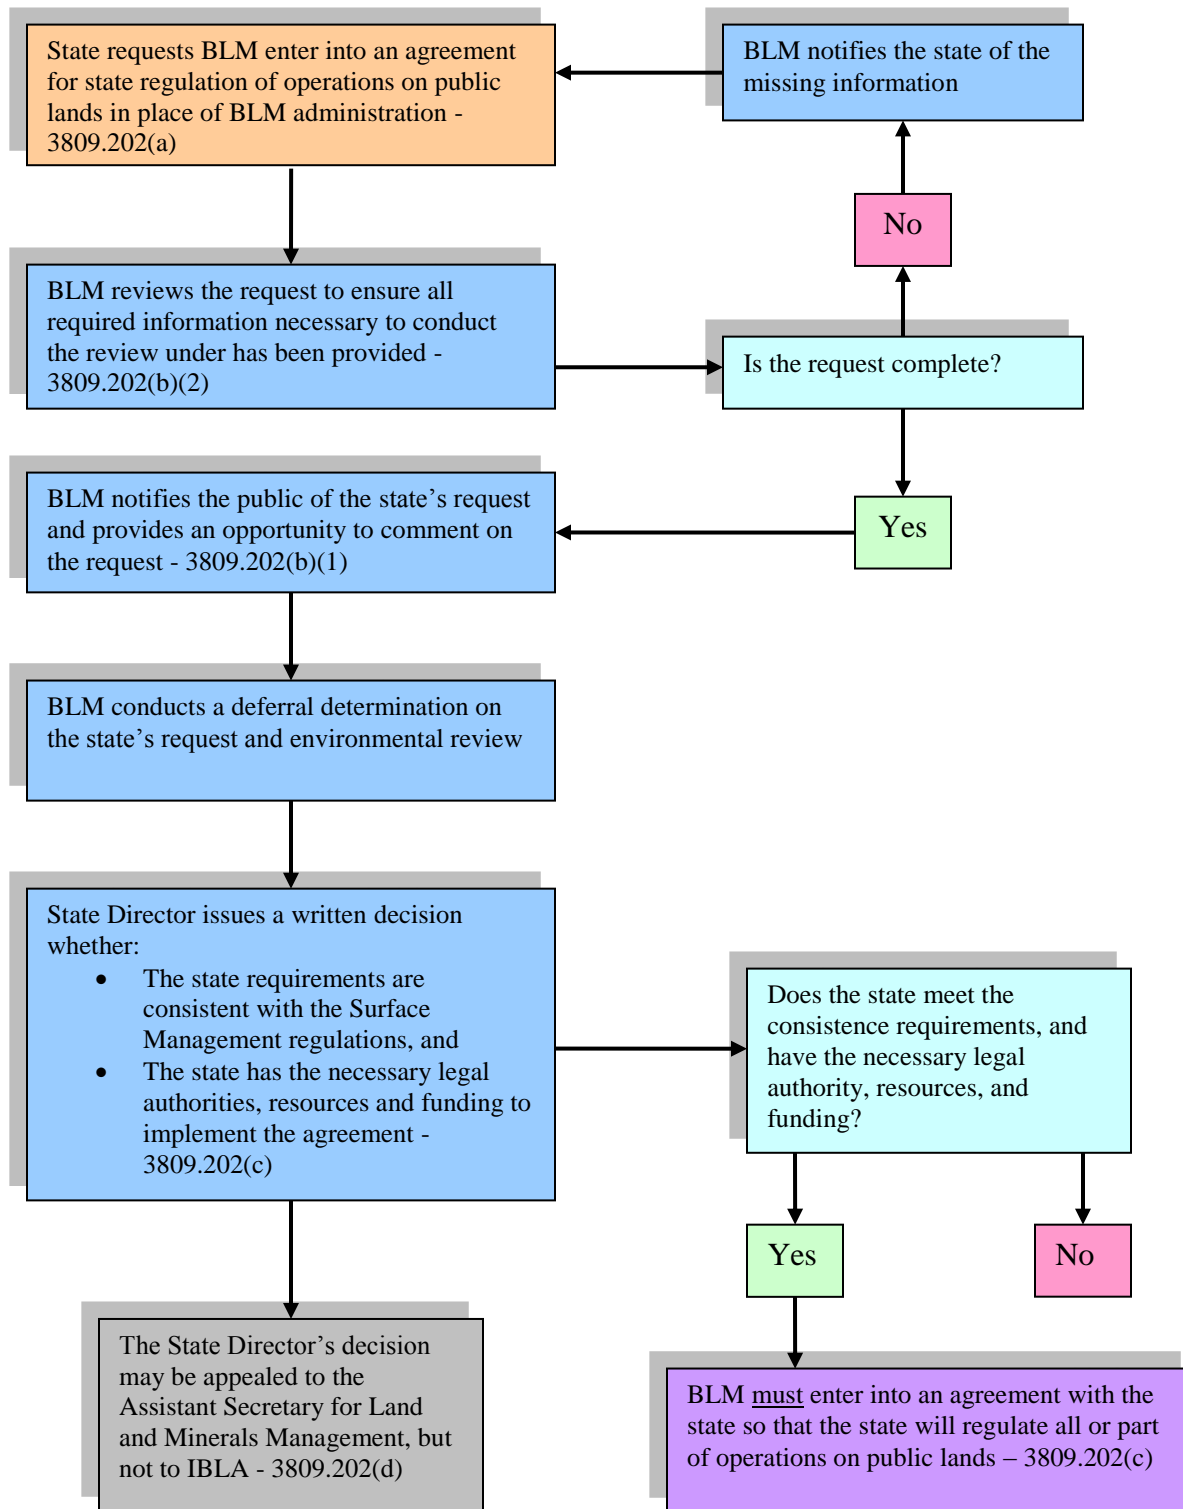 State requests BLM enter into an agreement
for state regulation of operations on public
lands in place of BLM administration -
3809.202(a)
BLM notifies the state of the
missing information
No
BLM reviews the request to ensure all
required information necessary to conduct
the review under has been provided -
3809.202(b)(2)
Is the request complete?
Yes
BLM notifies the public of the state’s request
and provides an opportunity to comment on
the request - 3809.202(b)(1)
BLM conducts a deferral determination on
the state’s request and environmental review
State Director issues a written decision
whether:
• The state requirements are
consistent with the Surface
Management regulations, and
• The state has the necessary legal
authorities, resources and funding to
implement the agreement -
3809.202(c)
Does the state meet the
consistence requirements, and
have the necessary legal
authority, resources, and
funding?
Yes
No
The State Director’s decision
may be appealed to the
Assistant Secretary for Land
and Minerals Management, but
not to IBLA - 3809.202(d)
BLM must enter into an agreement with the
state so that the state will regulate all or part
of operations on public lands – 3809.202(c)